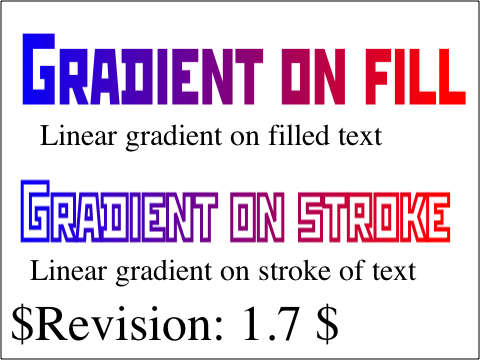 Gradient on fill
Linear gradient on filled text
Gradient on stroke
Linear gradient on stroke of text
$Revision: 1.7 $